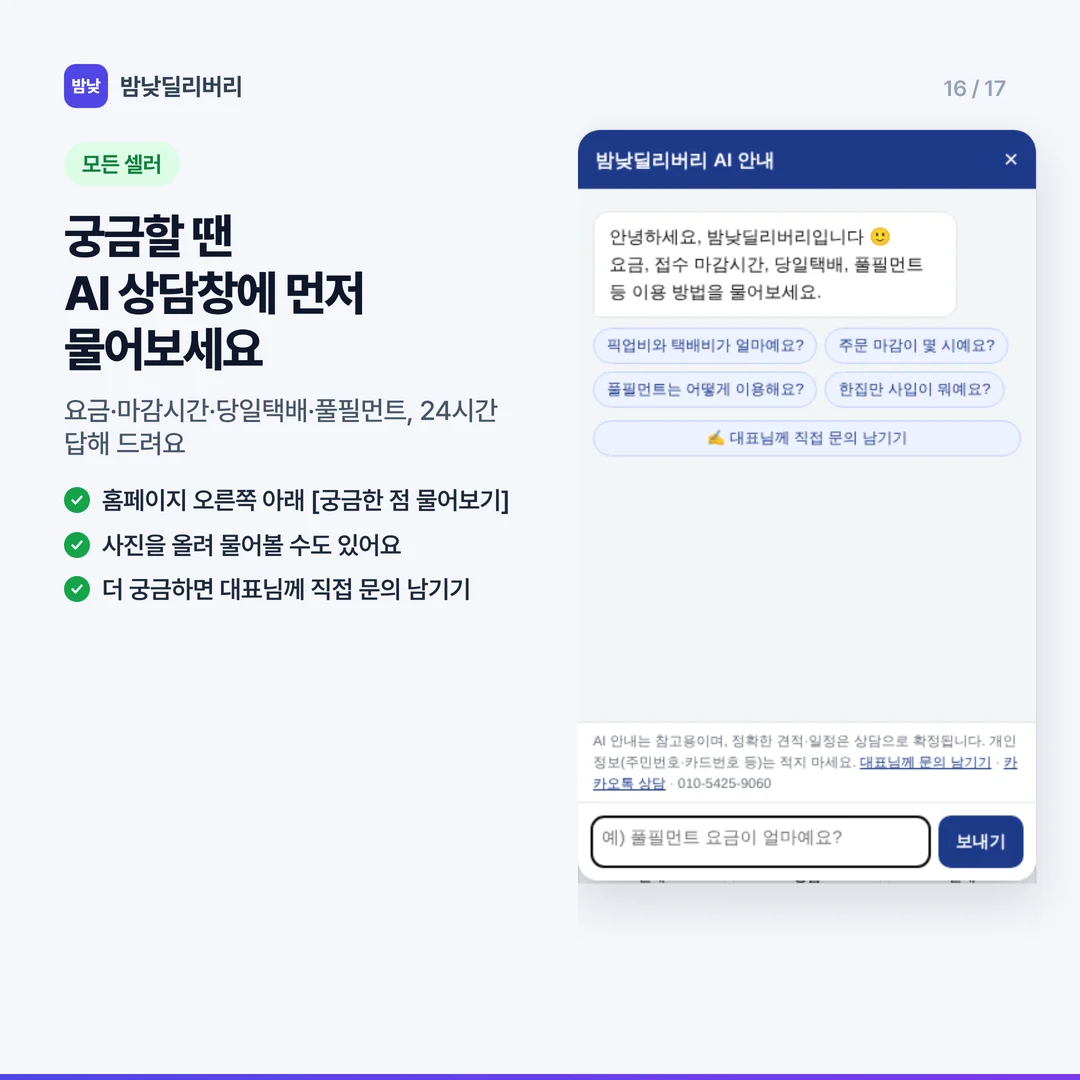 밤낮 밤낮딜리버리
16 / 17
모든 셀러
궁금할 땐
AI 상담창에 먼저
물어보세요
요금·마감시간·당일택배·풀필먼트, 24시간
답해 드려요
홈페이지 오른쪽 아래 [궁금한 점 물어보기]
사진을 올려 물어볼 수도 있어요
더 궁금하면 대표님께 직접 문의 남기기
밤낮딜리버리 AI 안내 ×
안녕하세요, 밤낮딜리버리입니다 🙂
요금, 접수 마감시간, 당일택배, 풀필먼트
등 이용 방법을 물어보세요.
픽업비와 택배비가 얼마예요? 주문 마감이 몇 시예요?
풀필먼트는 어떻게 이용해요? 한집만 사입이 뭐예요?
✍️ 대표님께 직접 문의 남기기
AI 안내는 참고용이며, 정확한 견적·일정은 상담으로 확정됩니다. 개인
정보(주민번호·카드번호 등)는 적지 마세요. 대표님께 문의 남기기 · 카
카오톡 상담 · 010-5425-9060
예) 풀필먼트 요금이 얼마예요? 보내기